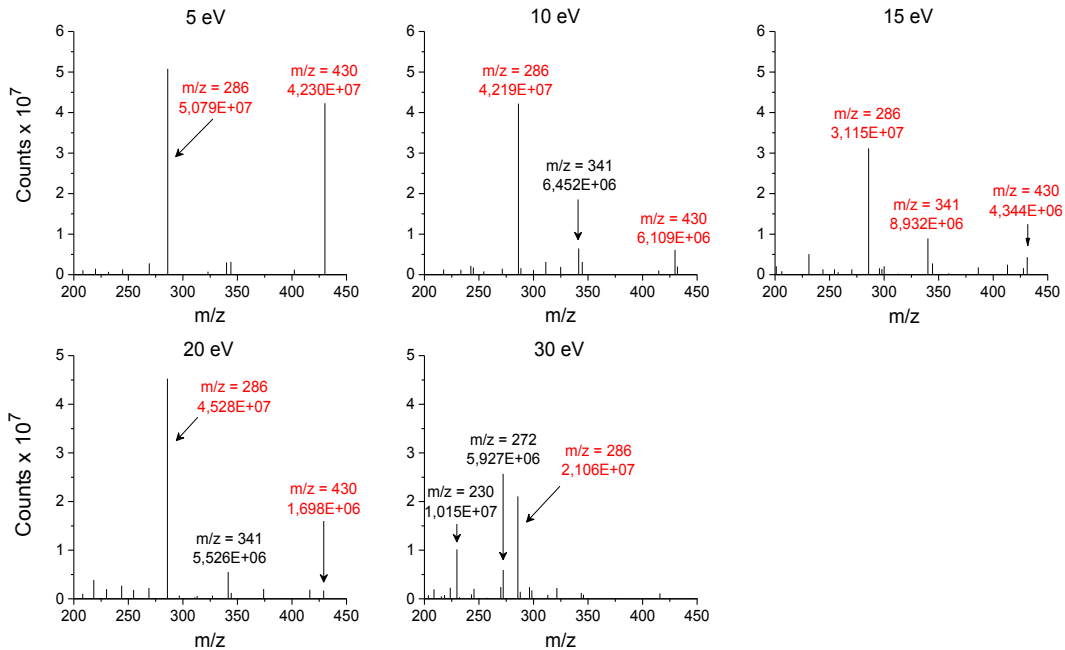 5 eV
6
5
4
3
2
1
0
Counts x 10^7
m/z = 286
5,079E+07
m/z = 430
4,230E+07
200 250 300 350 400 450
m/z
10 eV
6
5
4
3
2
1
0
m/z = 286
4,219E+07
m/z = 341
6,452E+06
m/z = 430
6,109E+06
200 250 300 350 400 450
m/z
15 eV
6
5
4
3
2
1
0
m/z = 286
3,115E+07
m/z = 341
8,932E+06
m/z = 430
4,344E+06
200 250 300 350 400 450
m/z
20 eV
5
4
3
2
1
0
Counts x 10^7
m/z = 286
4,528E+07
m/z = 430
1,698E+06
m/z = 341
5,526E+06
200 250 300 350 400 450
m/z
30 eV
5
4
3
2
1
0
m/z = 272
5,927E+06
m/z = 286
2,106E+07
m/z = 230
1,015E+07
200 250 300 350 400 450
m/z